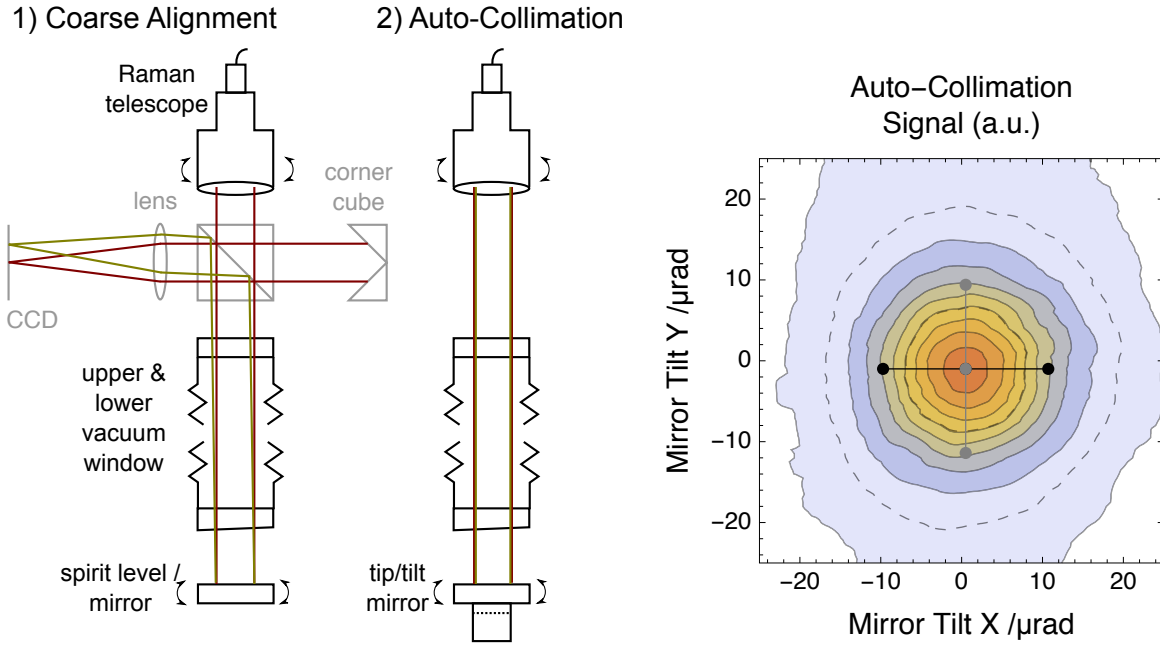 1) Coarse Alignment
2) Auto-Collimation
Raman
telescope
lens
corner
cube
CCD
upper &
lower
vacuum
window
spirit level /
mirror
tip/tilt
mirror
Auto-Collimation
Signal (a.u.)
Mirror Tilt Y /μrad
20
10
0
-10
-20
-20
-10
0
10
20
Mirror Tilt X /μrad